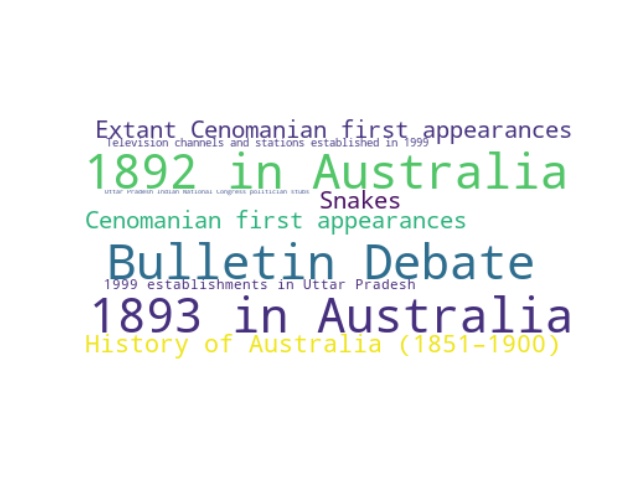 Extant Cenomanian first appearances
Television channels and stations established in 1999
1892 in Australia
Uttar Pradesh Indian National Congress politician stubs
Snakes
Cenomanian first appearances
Bulletin Debate
1999 establishments in Uttar Pradesh
1893 in Australia
History of Australia (1851–1900)